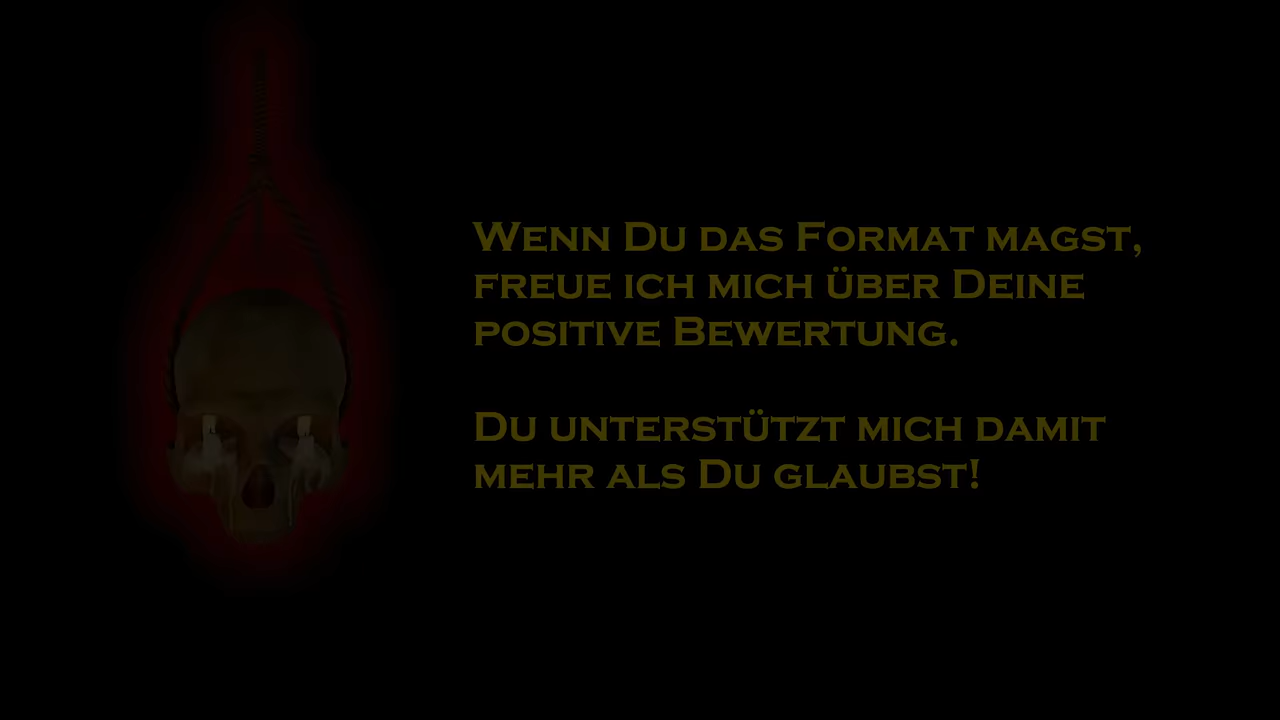 Wenn Du das Format magst,
freue ich mich über Deine
positive Bewertung.
Du unterstützt mich damit
mehr als Du glaubst!